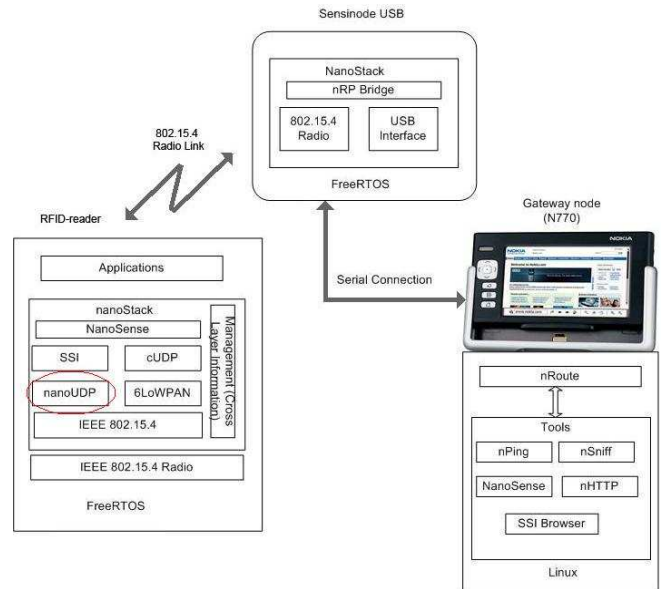 Sensinode USB
NanoStack
nRP Bridge
802.15.4
Radio
USB
Interface
FreeRTOS
802.15.4
Radio Link
RFID-reader
Applications
nanoStack
NanoSense
SSI
cUDP
nanoUDP
6LoWPAN
IEEE 802.15.4
Management (Cross
Layer Information)
IEEE 802.15.4 Radio
FreeRTOS
Serial Connection
Gateway node
(N770)
NOKIA
NOKIA
nRoute
Tools
nPing
nSniff
NanoSense
nHTTP
SSI Browser
Linux